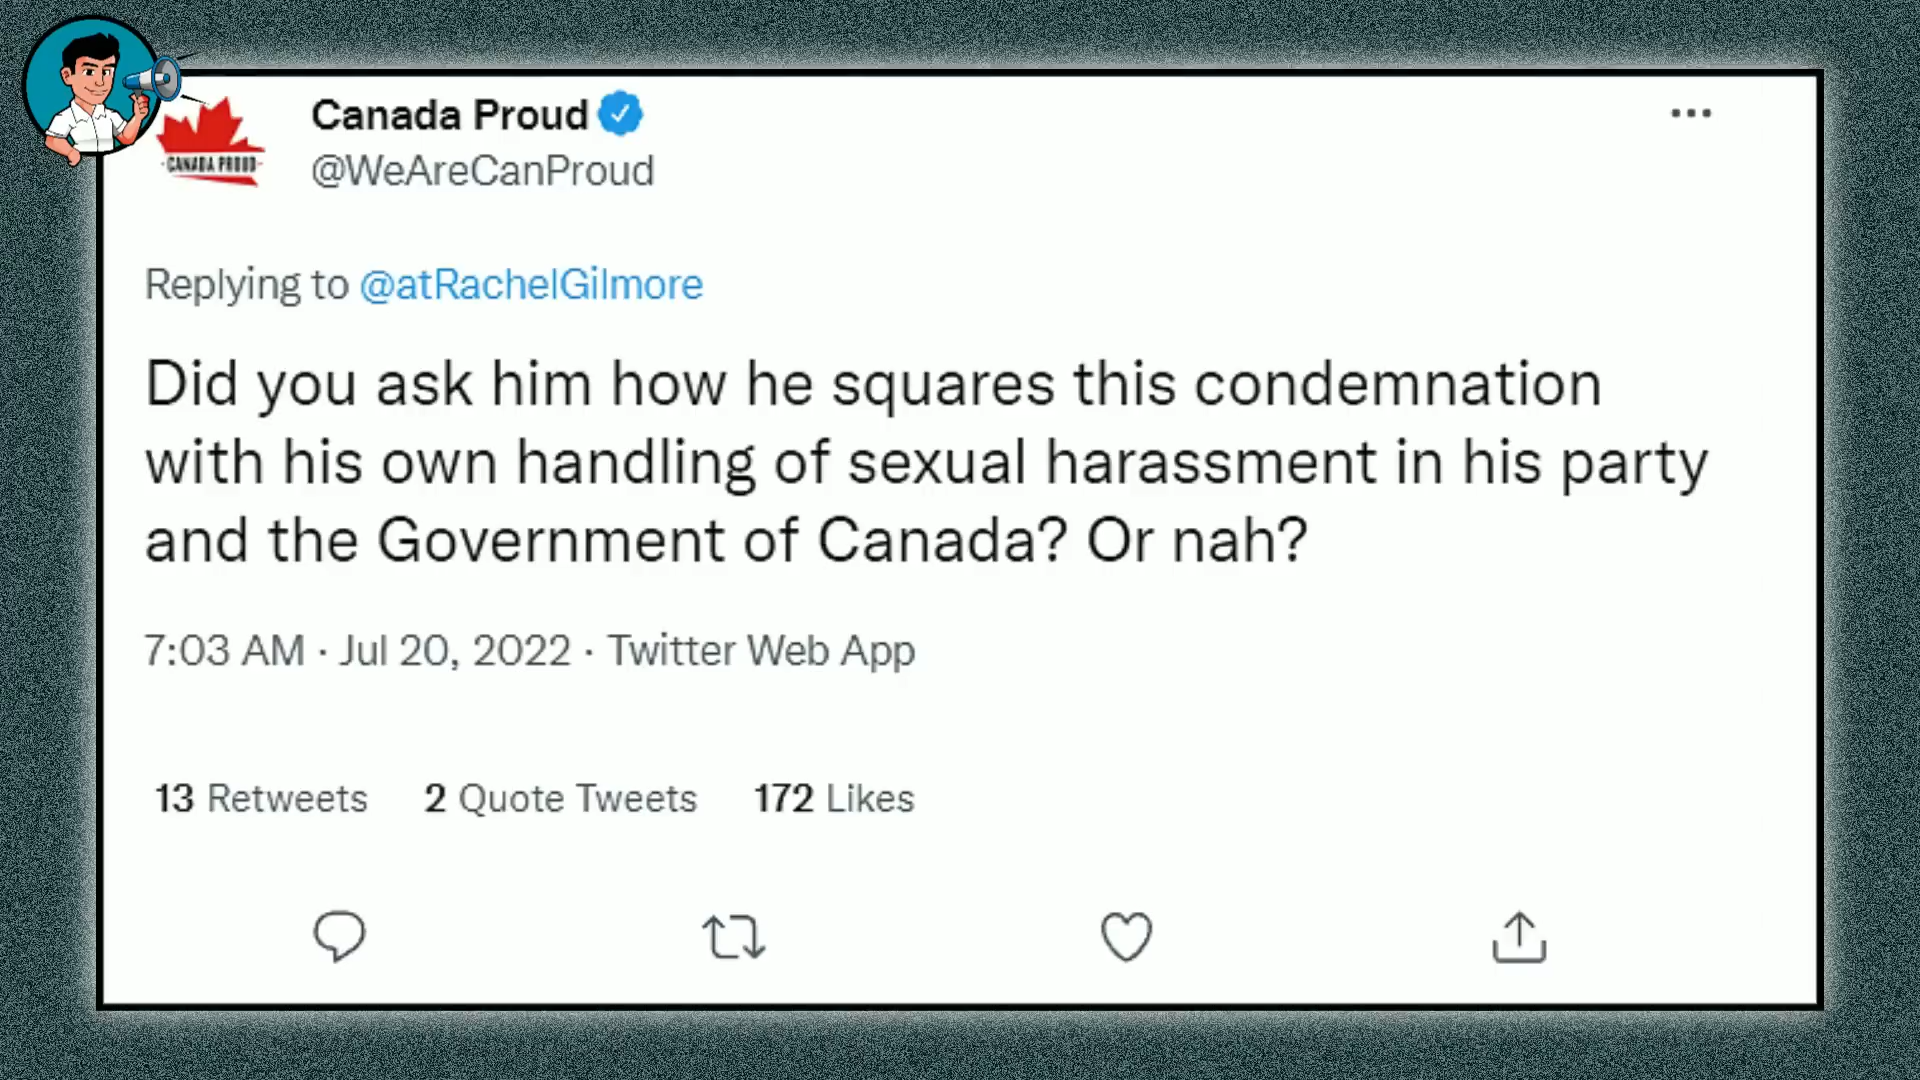 Canada Proud
@WeAreCanProud
CANADA PROUD
Replying to @atRachelGilmore
Did you ask him how he squares this condemnation
with his own handling of sexual harassment in his party
and the Government of Canada? Or nah?
7:03 AM · Jul 20, 2022 · Twitter Web App
13 Retweets 2 Quote Tweets 172 Likes